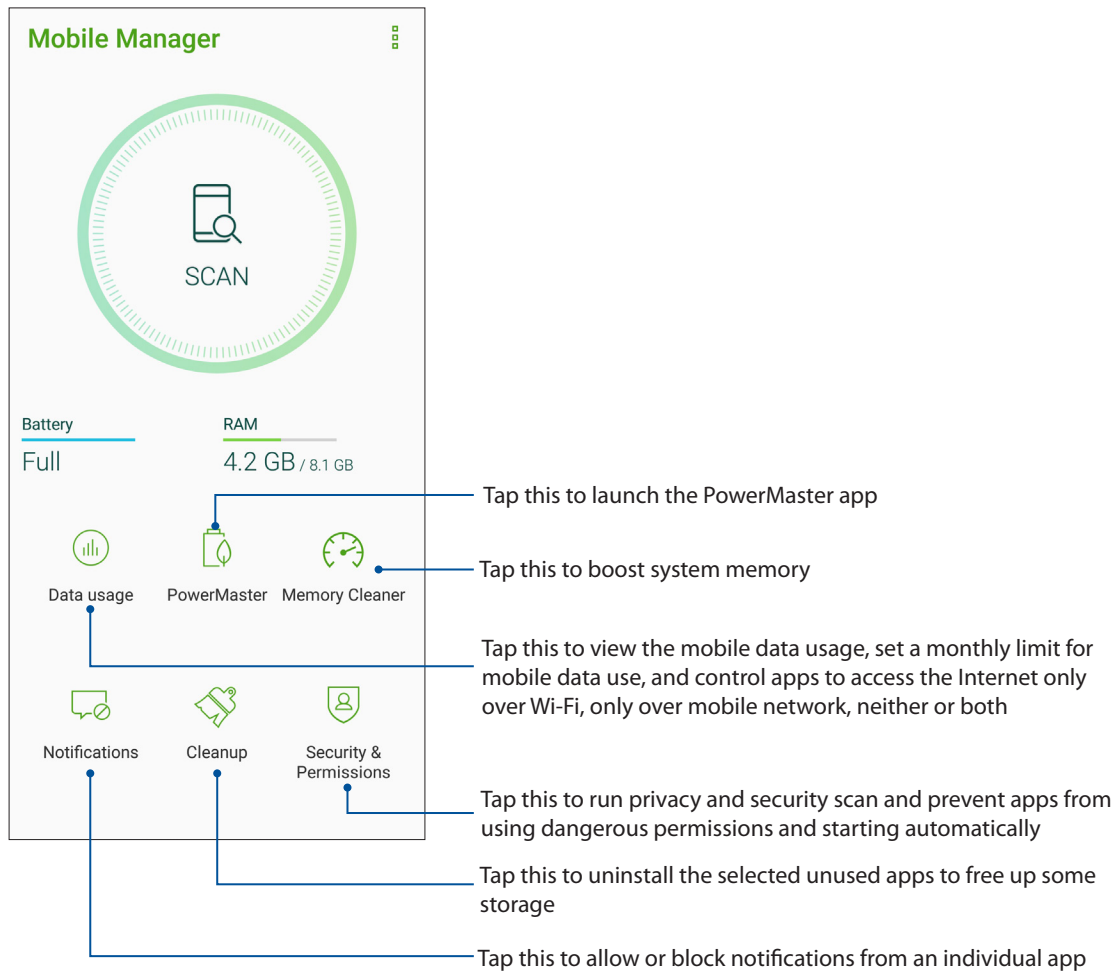 Mobile Manager
SCAN
Battery
RAM
Full
4.2 GB / 8.1 GB
Tap this to launch the PowerMaster app
Tap this to boost system memory
Data usage
PowerMaster
Memory Cleaner
Tap this to view the mobile data usage, set a monthly limit for
mobile data use, and control apps to access the Internet only
over Wi-Fi, only over mobile network, neither or both
Notifications
Cleanup
Security &
Permissions
Tap this to run privacy and security scan and prevent apps from
using dangerous permissions and starting automatically
Tap this to uninstall the selected unused apps to free up some
storage
Tap this to allow or block notifications from an individual app